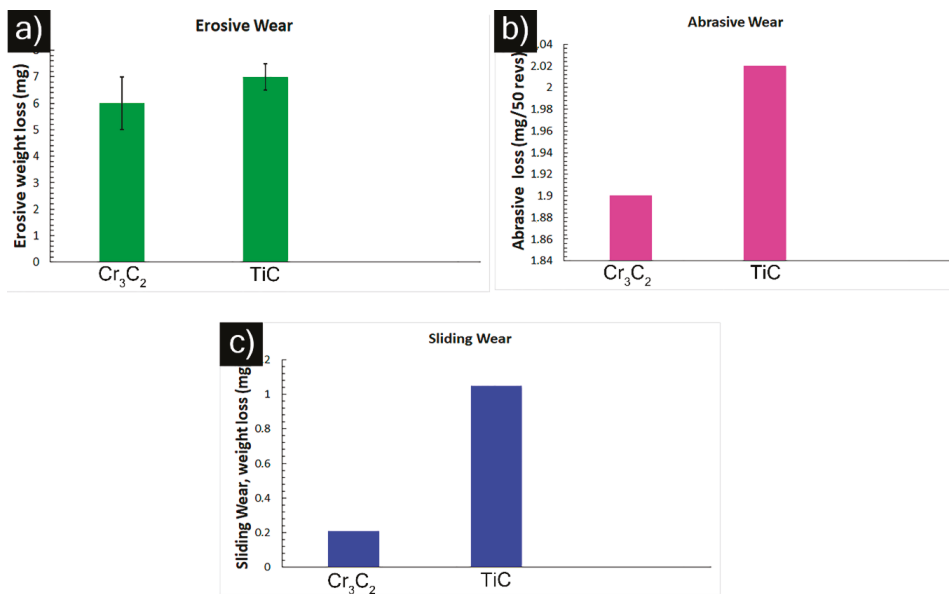 a)
Erosive Wear
Erosive weight loss (mg)
7
6
5
4
3
2
1
0
Cr₃C₂
TiC
b)
Abrasive Wear
Abrasive loss (mg/50 revs)
.04
2.02
2
1.98
1.96
1.94
1.92
1.9
1.88
1.86
1.84
Cr₃C₂
TiC
c)
Sliding Wear
Sliding Wear, weight loss (mg
2
1
0.8
0.6
0.4
0.2
0
Cr₃C₂
TiC